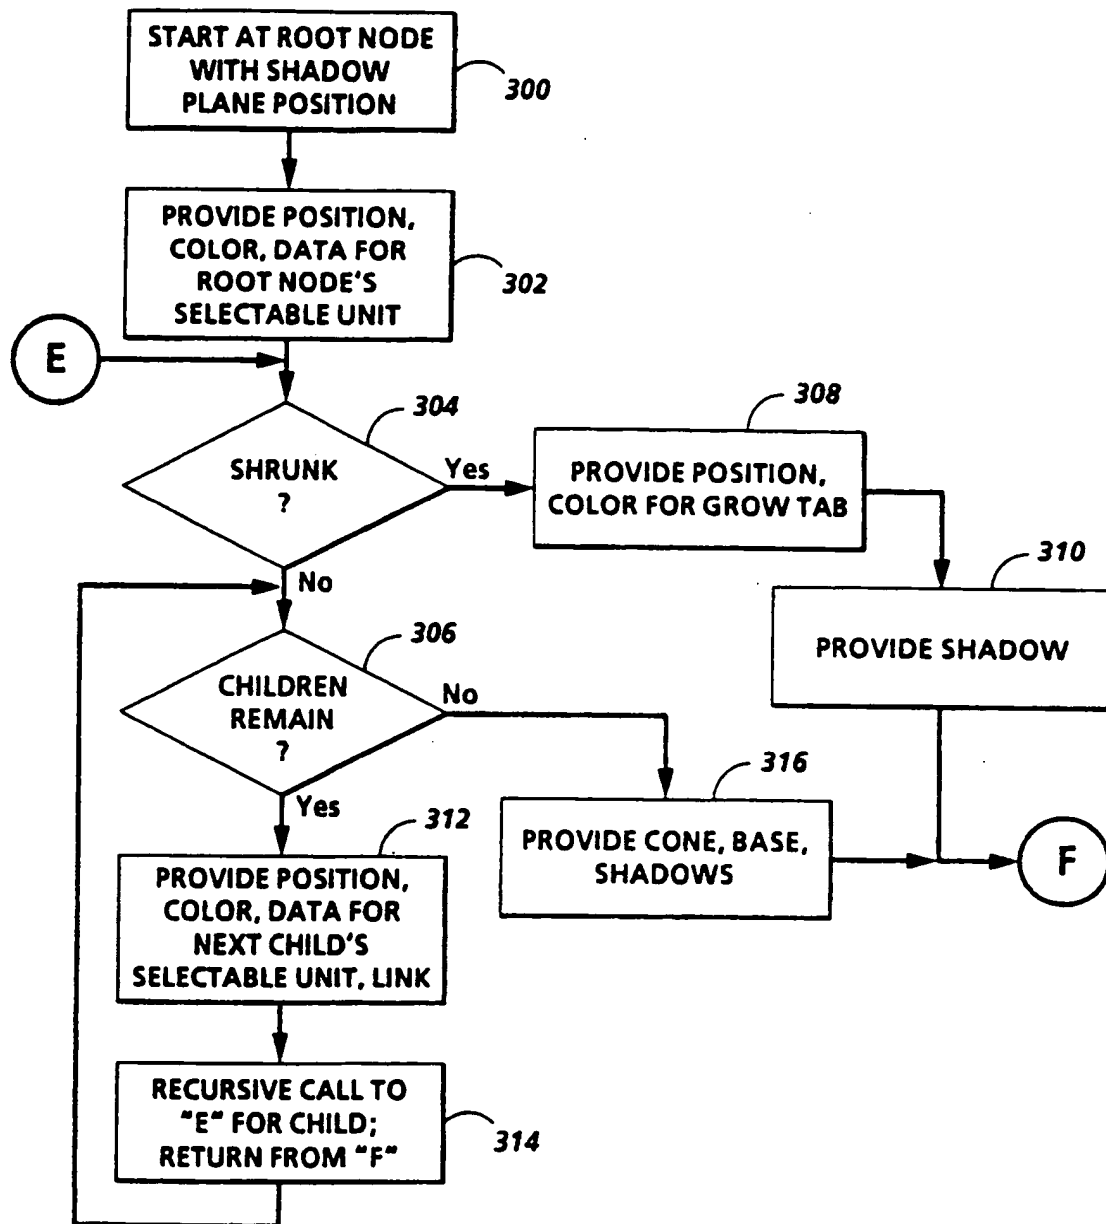 START AT ROOT NODE
WITH SHADOW
PLANE POSITION
300
PROVIDE POSITION,
COLOR, DATA FOR
ROOT NODE'S
SELECTABLE UNIT
302
E
304
SHRUNK
?
Yes
No
308
PROVIDE POSITION,
COLOR FOR GROW TAB
310
PROVIDE SHADOW
306
CHILDREN
REMAIN
?
No
Yes
316
PROVIDE CONE, BASE,
SHADOWS
F
312
PROVIDE POSITION,
COLOR, DATA FOR
NEXT CHILD'S
SELECTABLE UNIT, LINK
RECURSIVE CALL TO
"E" FOR CHILD;
RETURN FROM "F"
314